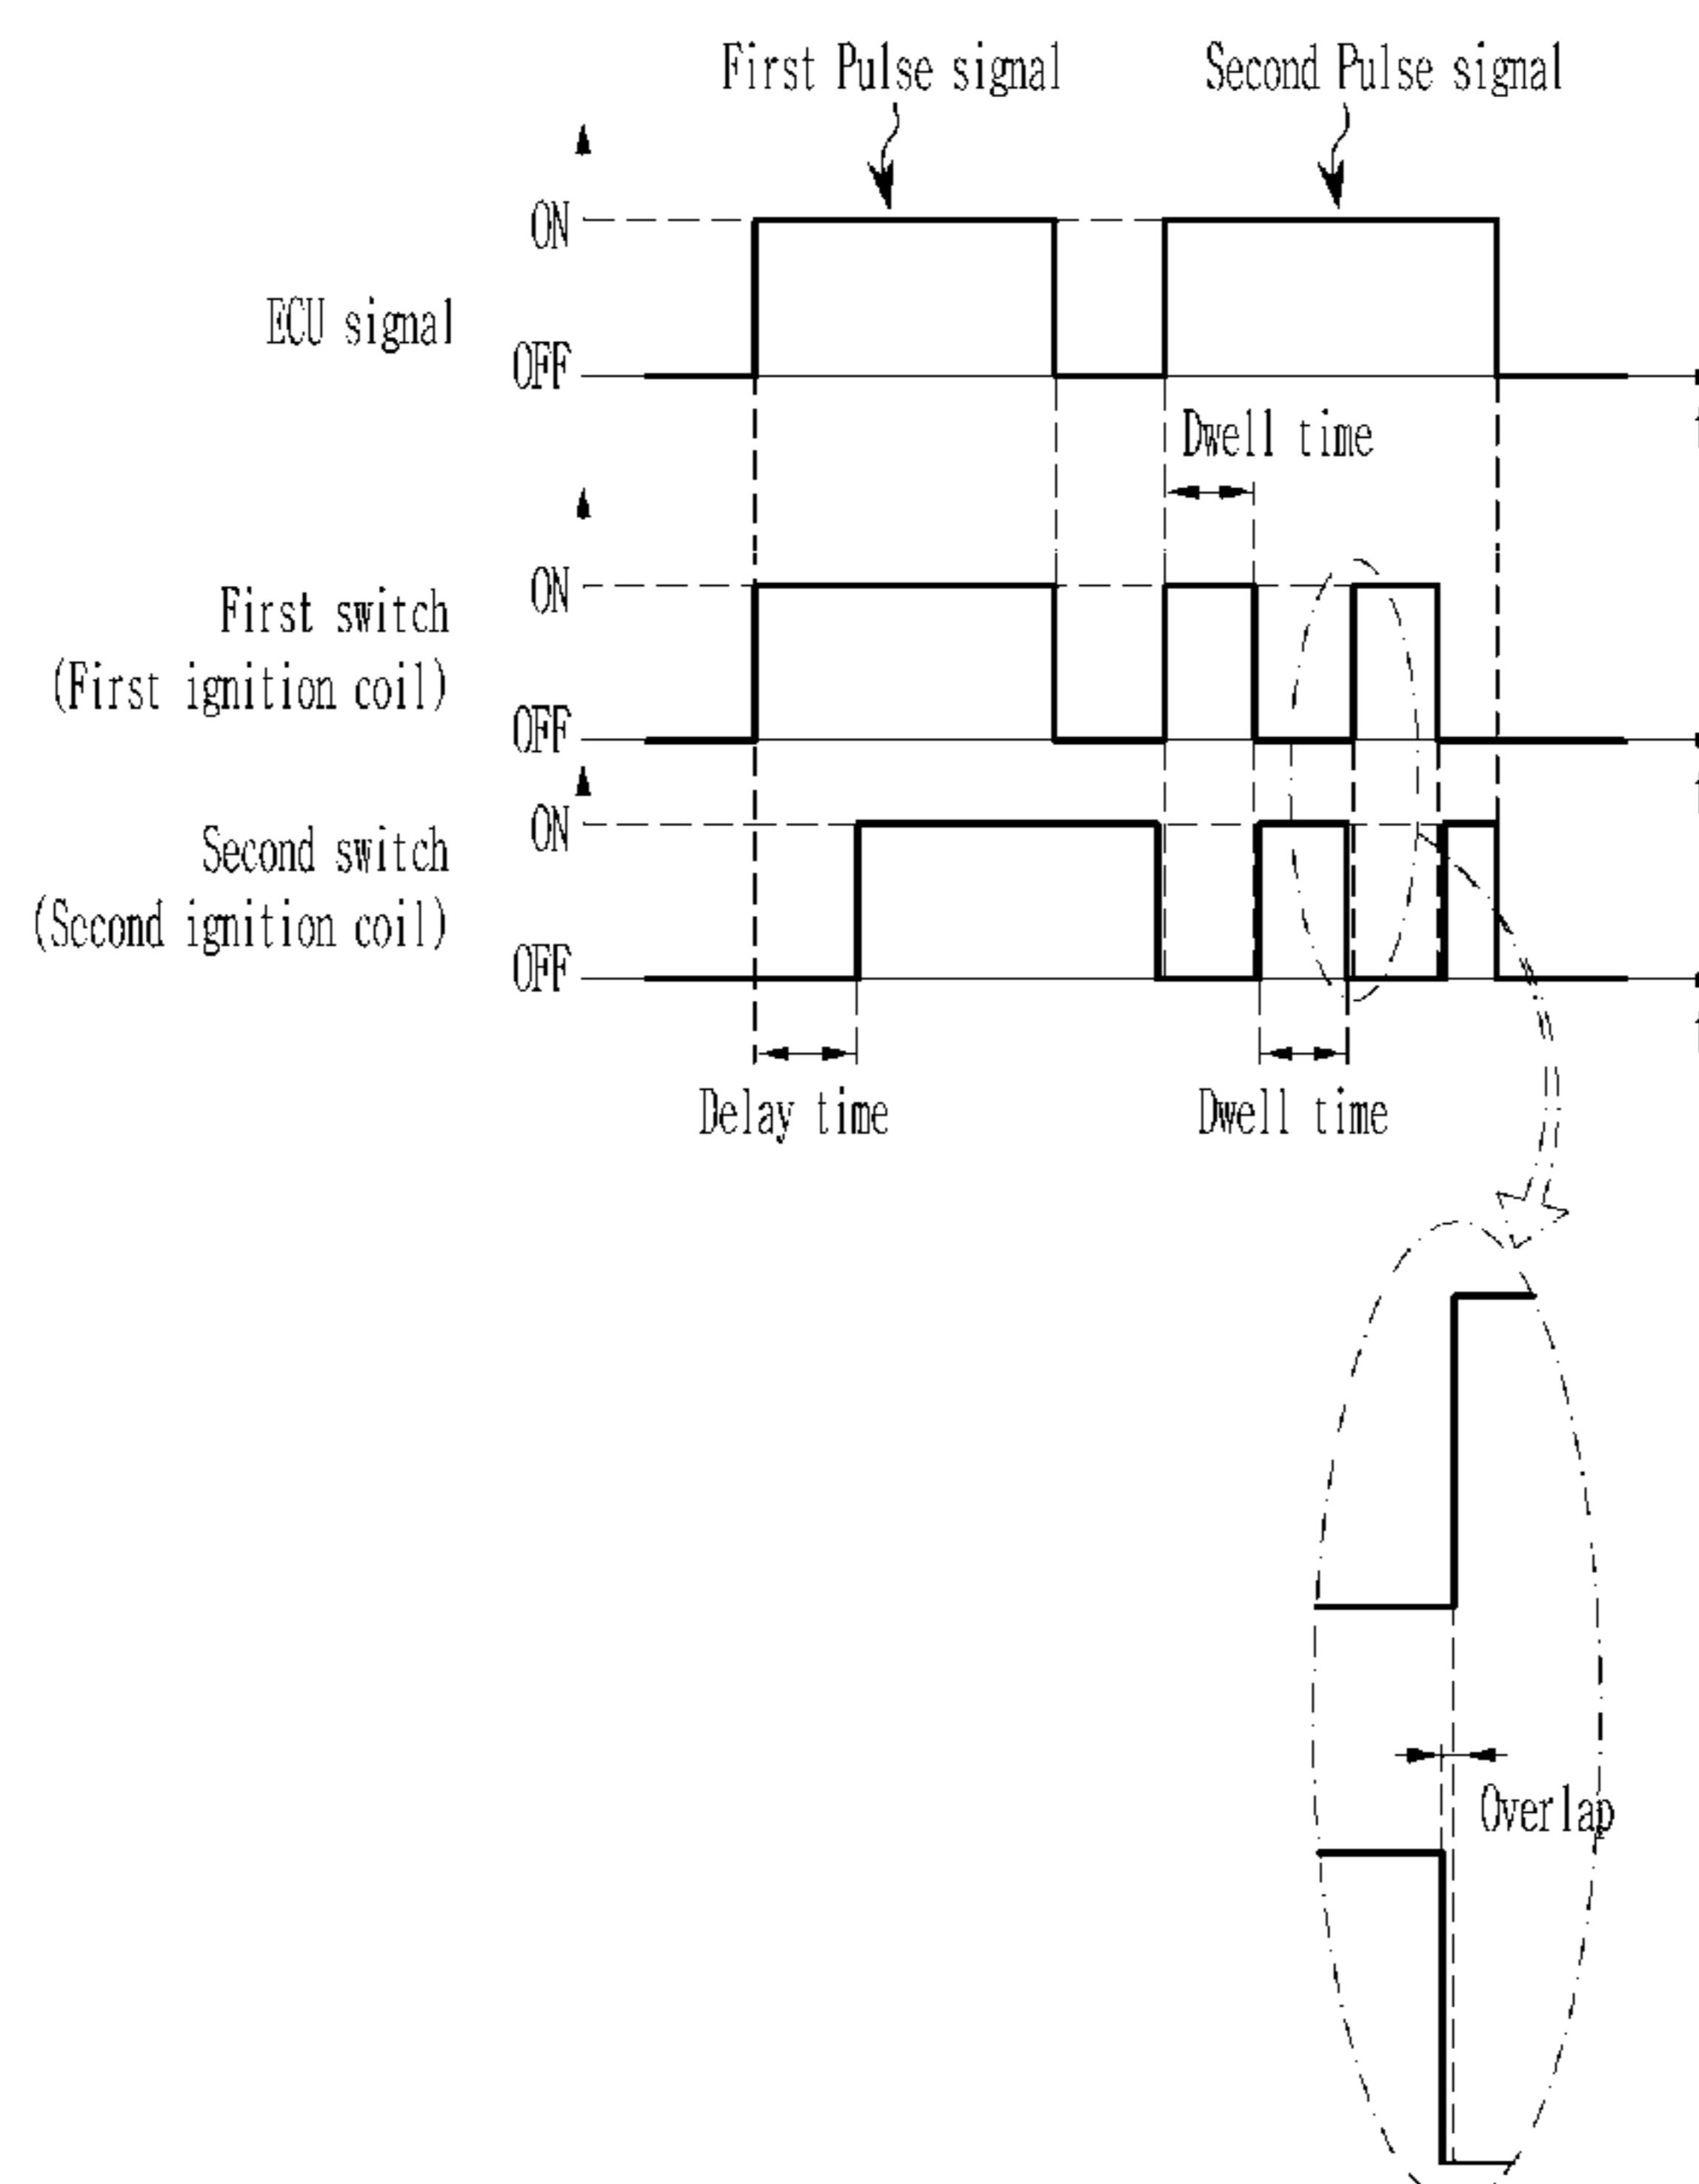 First Pulse signal
Second Pulse signal
ON
ECU signal
OFF
Dwell time
ON
First switch
(First ignition coil)
OFF
ON
Second switch
(Second ignition coil)
OFF
Delay time
Dwell time
Overlap